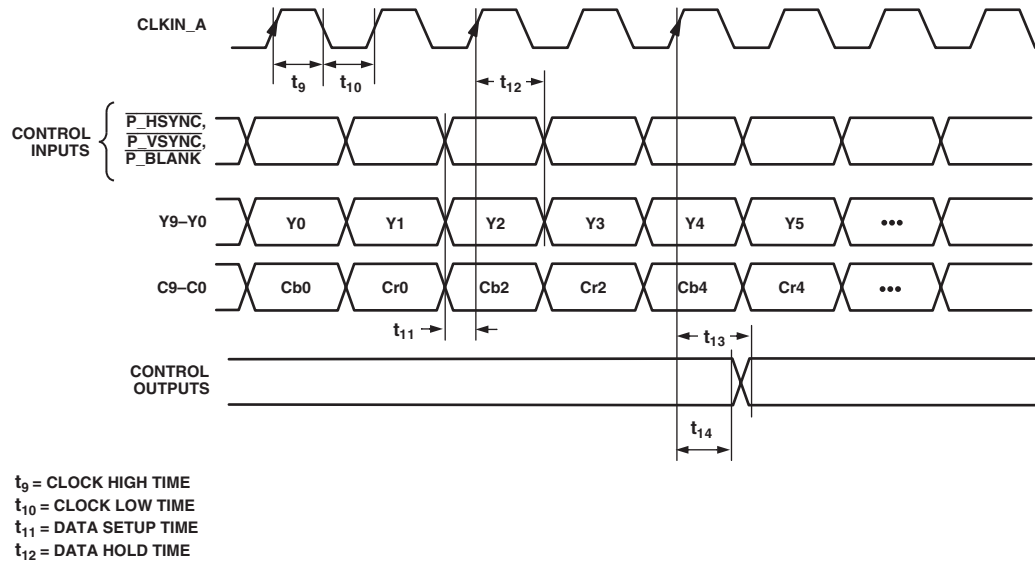 CLKIN_A
t9 t10 t12
CONTROL INPUTS
P_HSYNC,
P_VSYNC,
P_BLANK
Y9–Y0 Y0 Y1 Y2 Y3 Y4 Y5 •••
C9–C0 Cb0 Cr0 Cb2 Cr2 Cb4 Cr4 •••
t11 t13
CONTROL
OUTPUTS
t14
t9 = CLOCK HIGH TIME
t10 = CLOCK LOW TIME
t11 = DATA SETUP TIME
t12 = DATA HOLD TIME